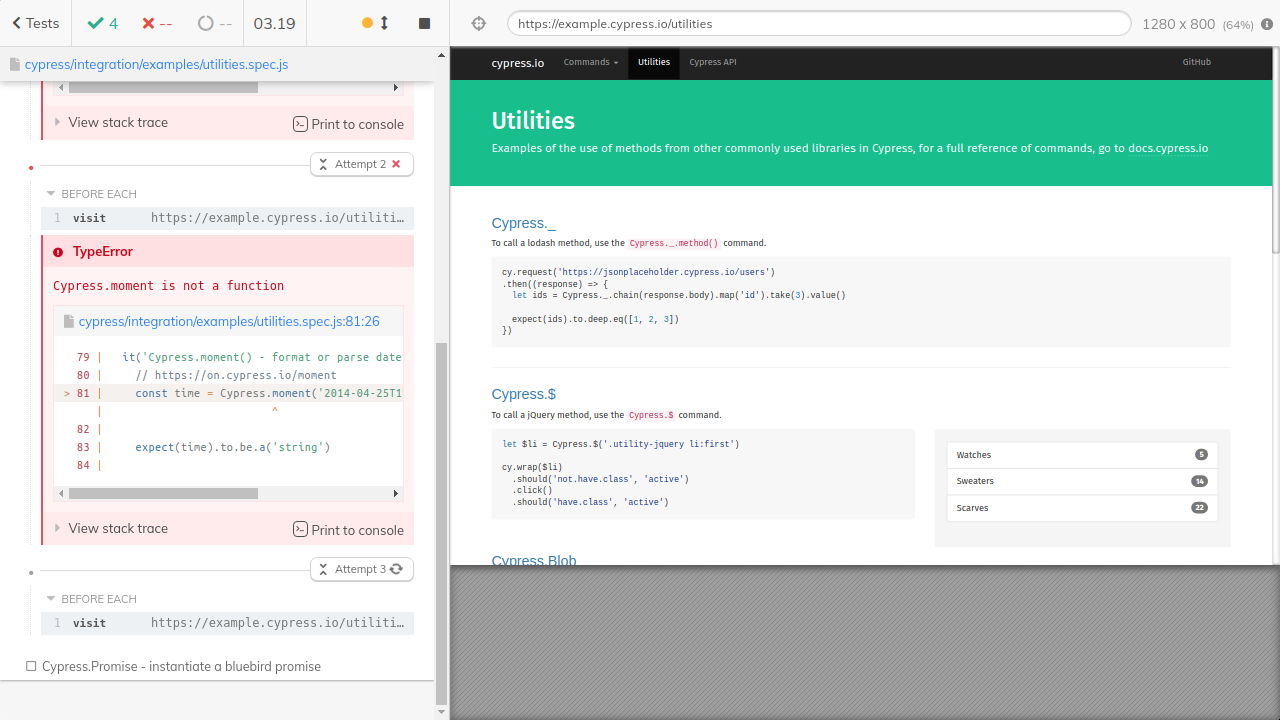 Tests
4
--
--
03.19
https://example.cypress.io/utilities
1280 x 800 (64%)
cypress/integration/examples/utilities.spec.js
View stack trace
Print to console
Attempt 2
BEFORE EACH
1 visit https://example.cypress.io/utiliti…
TypeError
Cypress.moment is not a function
cypress/integration/examples/utilities.spec.js:81:26
79 | it('Cypress.moment() - format or parse date
80 | // https://on.cypress.io/moment
> 81 | const time = Cypress.moment('2014-04-25T1
| ^
82 |
83 | expect(time).to.be.a('string')
84 |
View stack trace
Print to console
Attempt 3
BEFORE EACH
1 visit https://example.cypress.io/utiliti…
Cypress.Promise - instantiate a bluebird promise
cypress.io
Commands
Utilities
Cypress API
GitHub
Utilities
Examples of the use of methods from other commonly used libraries in Cypress, for a full reference of commands, go to docs.cypress.io
Cypress._
To call a lodash method, use the Cypress._.method() command.
cy.request('https://jsonplaceholder.cypress.io/users')
.then((response) => {
let ids = Cypress._.chain(response.body).map('id').take(3).value()
expect(ids).to.deep.eq([1, 2, 3])
})
Cypress.$
To call a jQuery method, use the Cypress.$ command.
let $li = Cypress.$('.utility-jquery li:first')
cy.wrap($li)
.should('not.have.class', 'active')
.click()
.should('have.class', 'active')
Watches 5
Sweaters 14
Scarves 22
Cypress.Blob